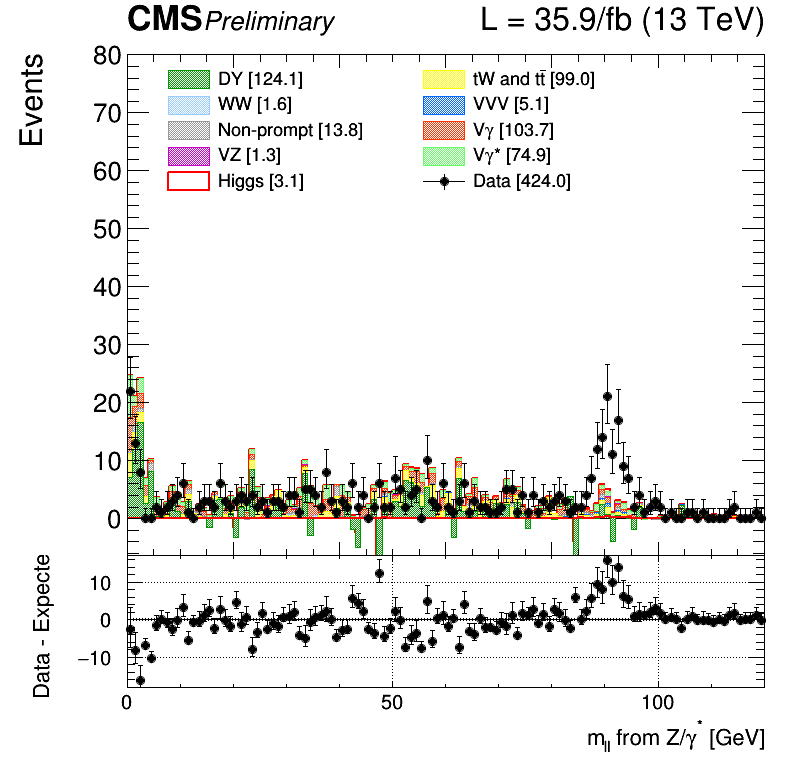 CMS Preliminary L = 35.9/fb (13 TeV)
Events
80
70
60
50
40
30
20
10
0
DY [124.1]
WW [1.6]
Non-prompt [13.8]
VZ [1.3]
Higgs [3.1]
tW and tt̄ [99.0]
VVV [5.1]
Vγ [103.7]
Vγ* [74.9]
Data [424.0]
Data - Expecte
10
0
−10
0 50 100
m_ll from Z/γ* [GeV]